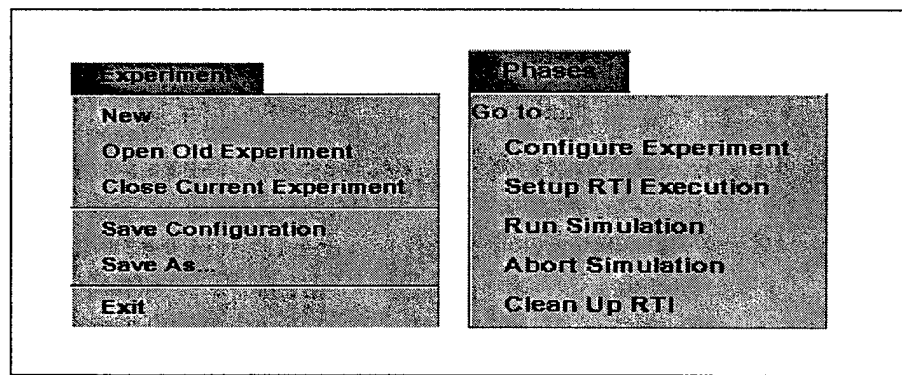 Experiment
New
Open Old Experiment
Close Current Experiment
Save Configuration
Save As...
Exit
Phases
Go to...
Configure Experiment
Setup RTI Execution
Run Simulation
Abort Simulation
Clean Up RTI